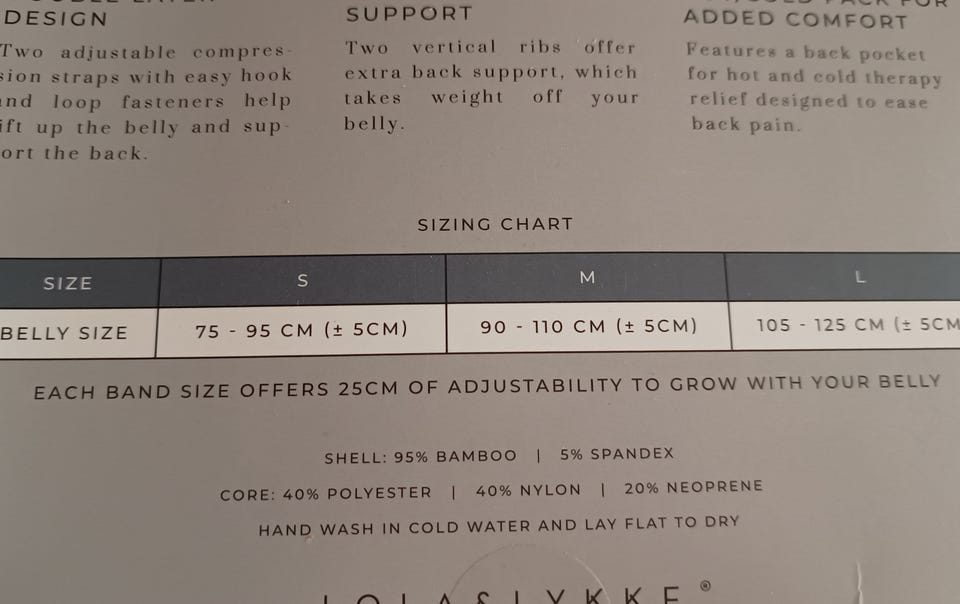 DESIGN
Two adjustable compres-
sion straps with easy hook
and loop fasteners help
ift up the belly and sup-
ort the back.
SUPPORT
Two vertical ribs offer
extra back support, which
takes weight off your
belly.
PACK FOR
ADDED COMFORT
Features a back pocket
for hot and cold therapy
relief designed to ease
back pain.
SIZING CHART
SIZE S M L
BELLY SIZE 75 - 95 CM (± 5CM) 90 - 110 CM (± 5CM) 105 - 125 CM (± 5CM
EACH BAND SIZE OFFERS 25CM OF ADJUSTABILITY TO GROW WITH YOUR BELLY
SHELL: 95% BAMBOO | 5% SPANDEX
CORE: 40% POLYESTER | 40% NYLON | 20% NEOPRENE
HAND WASH IN COLD WATER AND LAY FLAT TO DRY
LOLA&LYKKE®